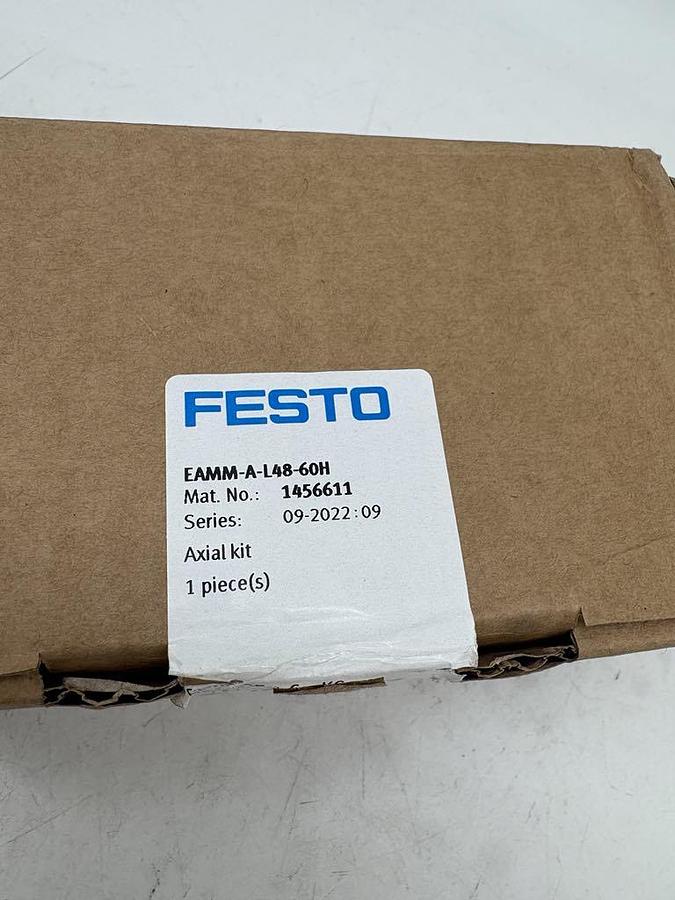 FESTO
EAMM-A-L48-60H
Mat. No.: 1456611
Series: 09-2022:09
Axial kit
1 piece(s)